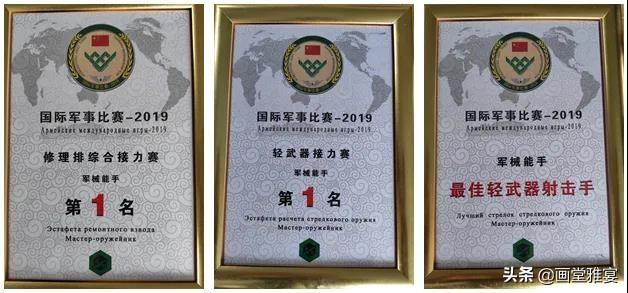 国际军事比赛-2019
Армейские международные игры-2019
修理排综合接力赛
军械能手
第1名
Эстафета ремонтного взвода
Мастер-оружейник
国际军事比赛-2019
Армейские международные игры-2019
轻武器接力赛
军械能手
第1名
Эстафета расчета стрелкового оружия
Мастер-оружейник
国际军事比赛-2019
Армейские международные игры-2019
军械能手
最佳轻武器射击手
Лучший стрелок стрелкового оружия
Мастер-оружейник
头条@画堂雅宴